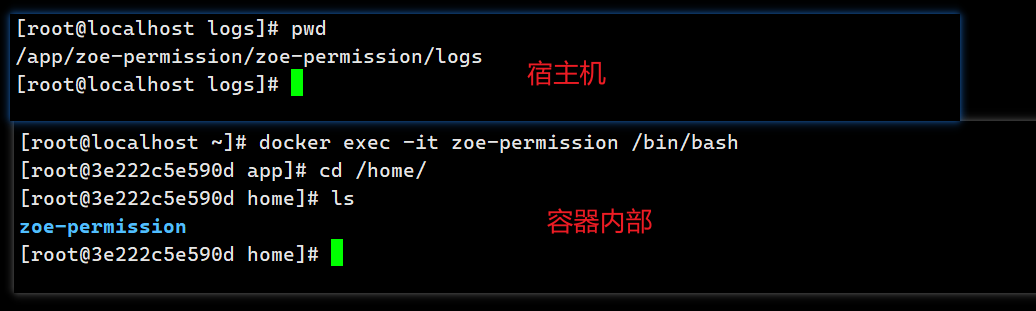 [root@localhost logs]# pwd
/app/zoe-permission/zoe-permission/logs
[root@localhost logs]#
宿主机
[root@localhost ~]# docker exec -it zoe-permission /bin/bash
[root@3e222c5e590d app]# cd /home/
[root@3e222c5e590d home]# ls
zoe-permission
容器内部
[root@3e222c5e590d home]#